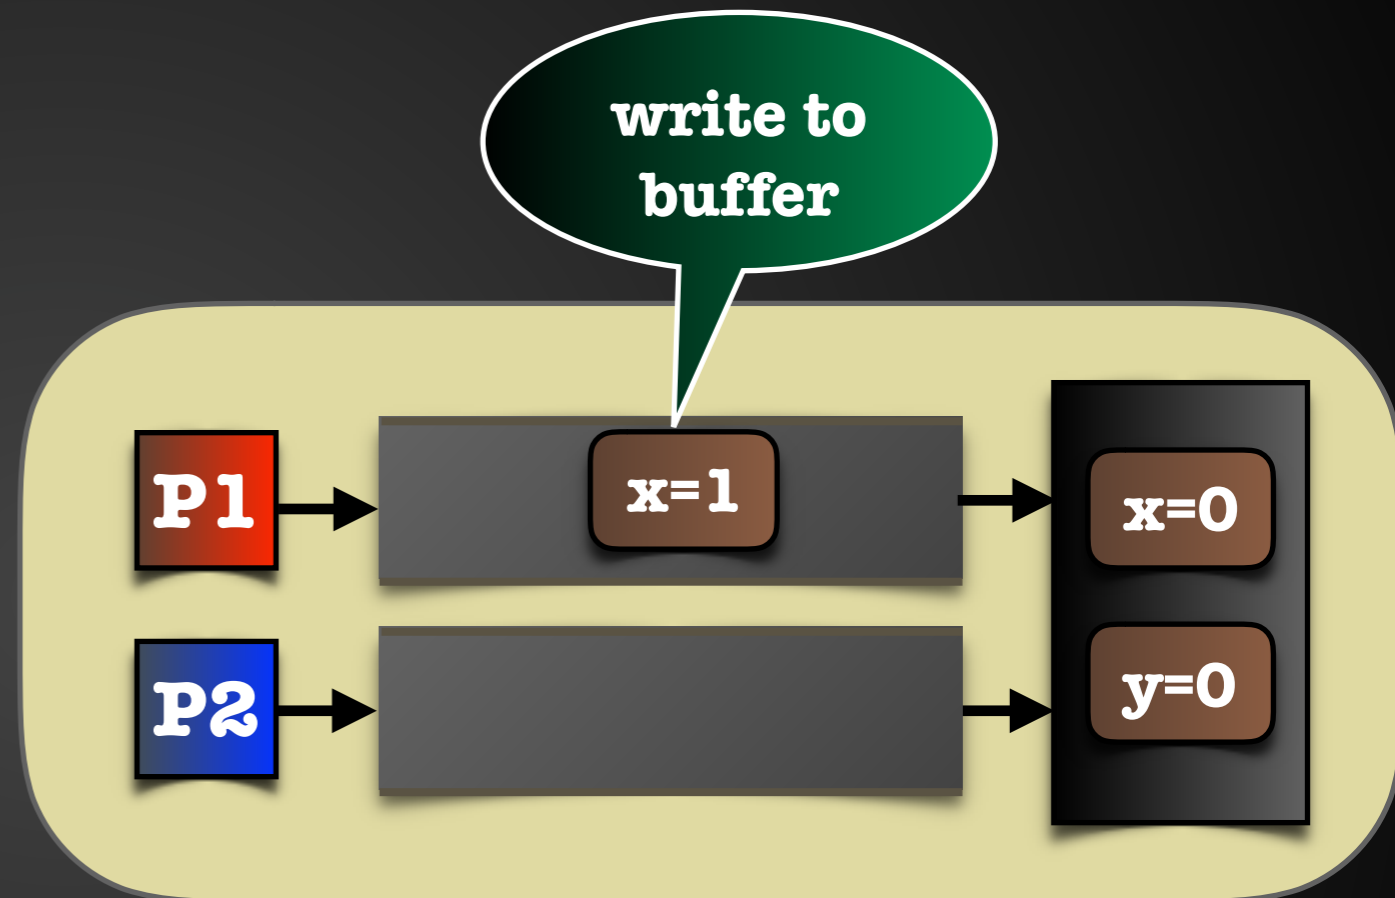 write to
buffer
P1
x=1
x=0
P2
y=0